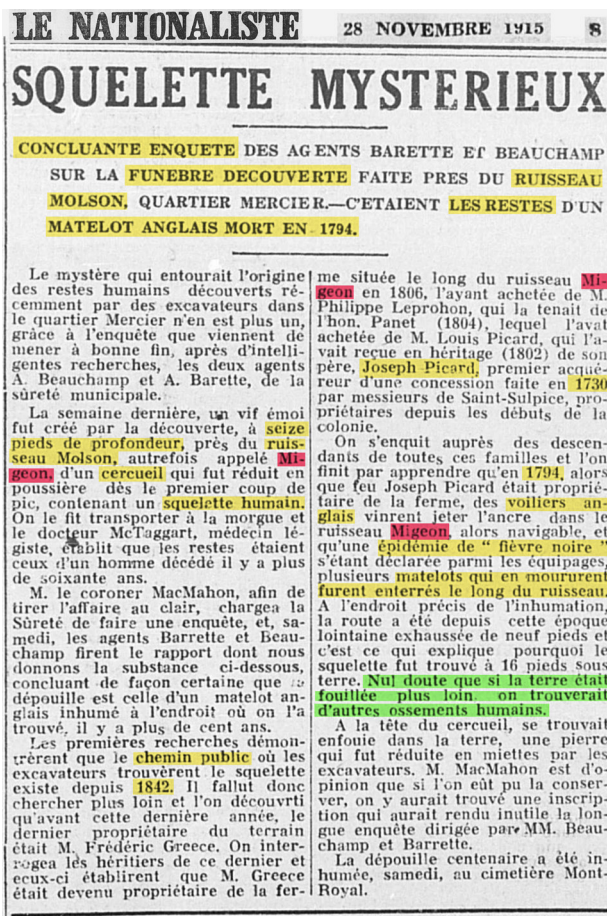 LE NATIONALISTE
28 NOVEMBRE 1915
8
SQUELETTE MYSTERIEUX
CONCLUANTE ENQUETE DES AGENTS BARETTE ET BEAUCHAMP
SUR LA FUNEBRE DECOUVERTE FAITE PRES DU RUISSEAU
MOLSON, QUARTIER MERCIER.—C'ETAIENT LES RESTES D'UN
MATELOT ANGLAIS MORT EN 1794.
Le mystère qui entourait l'origine
des restes humains découverts ré-
cemment par des excavateurs dans
le quartier Mercier n'en est plus un,
grâce à l'enquête que viennent de
mener à bonne fin, après d'intelli-
gentes recherches, les deux agents
A. Beauchamp et A. Barette, de la
sûreté municipale.
La semaine dernière, un vif émoi
fut créé par la découverte, à seize
pieds de profondeur, près du ruis-
seau Molson, autrefois appelé Mi-
geon, d'un cercueil qui fut réduit en
poussière dès le premier coup de
pic, contenant un squelette humain.
On le fit transporter à la morgue et
le docteur McTaggart, médecin lé-
giste, établit que les restes étaient
ceux d'un homme décédé il y a plus
de soixante ans.
M. le coroner MacMahon, afin de
tirer l'affaire au clair, chargea la
Sûreté de faire une enquête, et, sa-
medi, les agents Barrette et Beau-
champ firent le rapport dont nous
donnons la substance ci-dessous,
concluant de façon certaine que la
dépouille est celle d'un matelot an-
glais inhumé à l'endroit où on l'a
trouvé, il y a plus de cent ans.
Les premières recherches démon-
trèrent que le chemin public où les
excavateurs trouvèrent le squelette
existe depuis 1842. Il fallut donc
chercher plus loin et l'on découvrti
qu'avant cette dernière année, le
dernier propriétaire du terrain
était M. Frédéric Greece. On inter-
rogea les héritiers de ce dernier et
ceux-ci établirent que M. Greece
était devenu propriétaire de la fer-
me située le long du ruisseau Mi-
geon en 1806, l'ayant achetée de M.
Philippe Leprohon, qui la tenait de
l'hon. Panet (1804), lequel l'avat
achetée de M. Louis Picard, qui l'a-
vait reçue en héritage (1802) de son
père, Joseph Picard, premier acqué-
reur d'une concession faite en 1730
par messieurs de Saint-Sulpice, pro-
priétaires depuis les débuts de la
colonie.
On s'enquit auprès des descen-
dants de toutes ces familles et l'on
finit par apprendre qu'en 1794, alors
que feu Joseph Picard était proprié-
taire de la ferme, des voiliers an-
glais vinrent jeter l'ancre dans le
ruisseau Migeon, alors navigable, et
qu'une épidémie de " fièvre noire "
s'étant déclarée parmi les équipages,
plusieurs matelots qui en moururent
furent enterrés le long du ruisseau.
A l'endroit précis de l'inhumation,
la route a été depuis cette époque
lointaine exhaussée de neuf pieds et
c'est ce qui explique pourquoi le
squelette fut trouvé à 16 pieds sous
terre. Nul doute que si la terre était
fouillée plus loin on trouverait
d'autres ossements humains.
A la tête du cercueil, se trouvait
enfouie dans la terre, une pierre
qui fut réduite en miettes par les
excavateurs. M. MacMahon est d'o-
pinion que si l'on eût pu la conser-
ver, on y aurait trouvé une inscrip-
tion qui aurait rendu inutile la lon-
gue enquête dirigée par MM. Beau-
champ et Barrette.
La dépouille centenaire a été in-
humée, samedi, au cimetière Mont-
Royal.